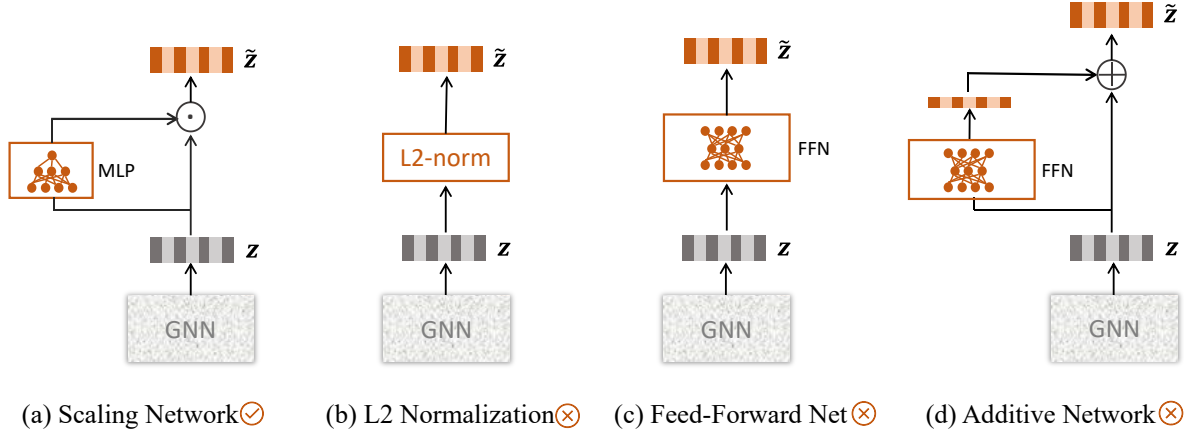 z̃
MLP
z
GNN
(a) Scaling Network
z̃
L2-norm
z
GNN
(b) L2 Normalization
z̃
FFN
z
GNN
(c) Feed-Forward Net
z̃
FFN
z
GNN
(d) Additive Network